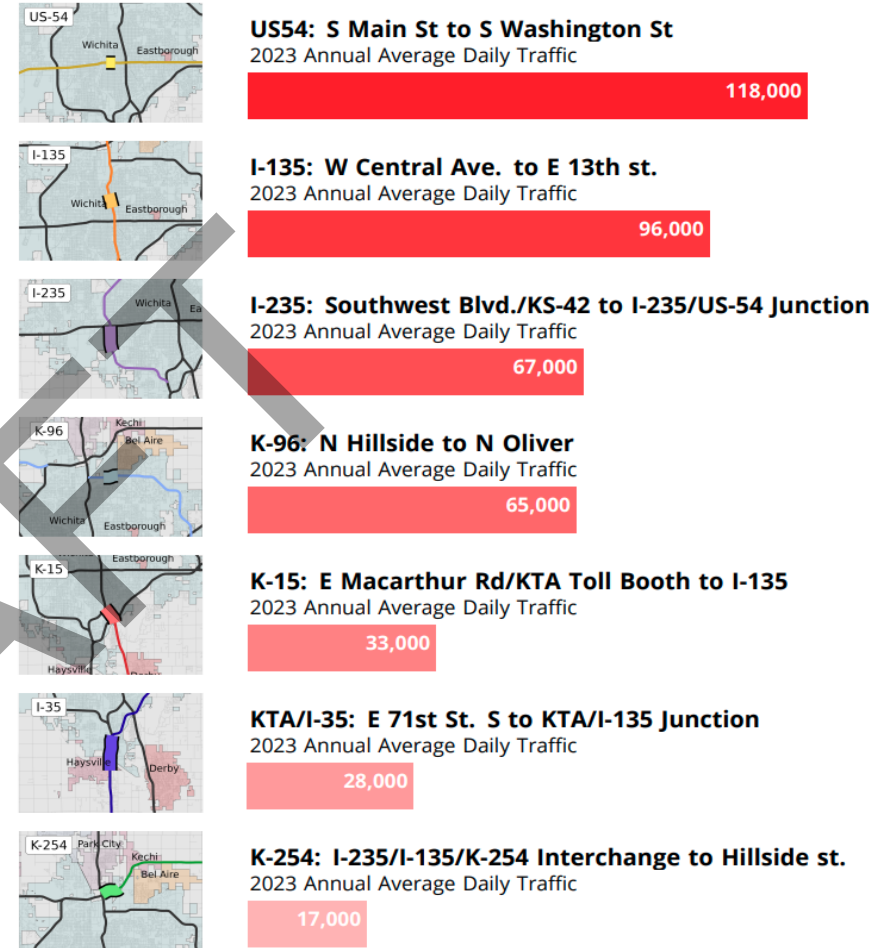 US-54
Wichita
Eastborough
US54: S Main St to S Washington St
2023 Annual Average Daily Traffic
118,000
I-135
Wichita
Eastborough
I-135: W Central Ave. to E 13th st.
2023 Annual Average Daily Traffic
96,000
I-235
Wichita
Ea
I-235: Southwest Blvd./KS-42 to I-235/US-54 Junction
2023 Annual Average Daily Traffic
67,000
K-96
Kechi
Bel Aire
Wichita
Eastborough
K-96: N Hillside to N Oliver
2023 Annual Average Daily Traffic
65,000
Eastborough
K-15
Haysville
K-15: E Macarthur Rd/KTA Toll Booth to I-135
2023 Annual Average Daily Traffic
33,000
I-35
Haysville
Derby
KTA/I-35: E 71st St. S to KTA/I-135 Junction
2023 Annual Average Daily Traffic
28,000
K-254
Park City
Kechi
Bel Aire
K-254: I-235/I-135/K-254 Interchange to Hillside st.
2023 Annual Average Daily Traffic
17,000